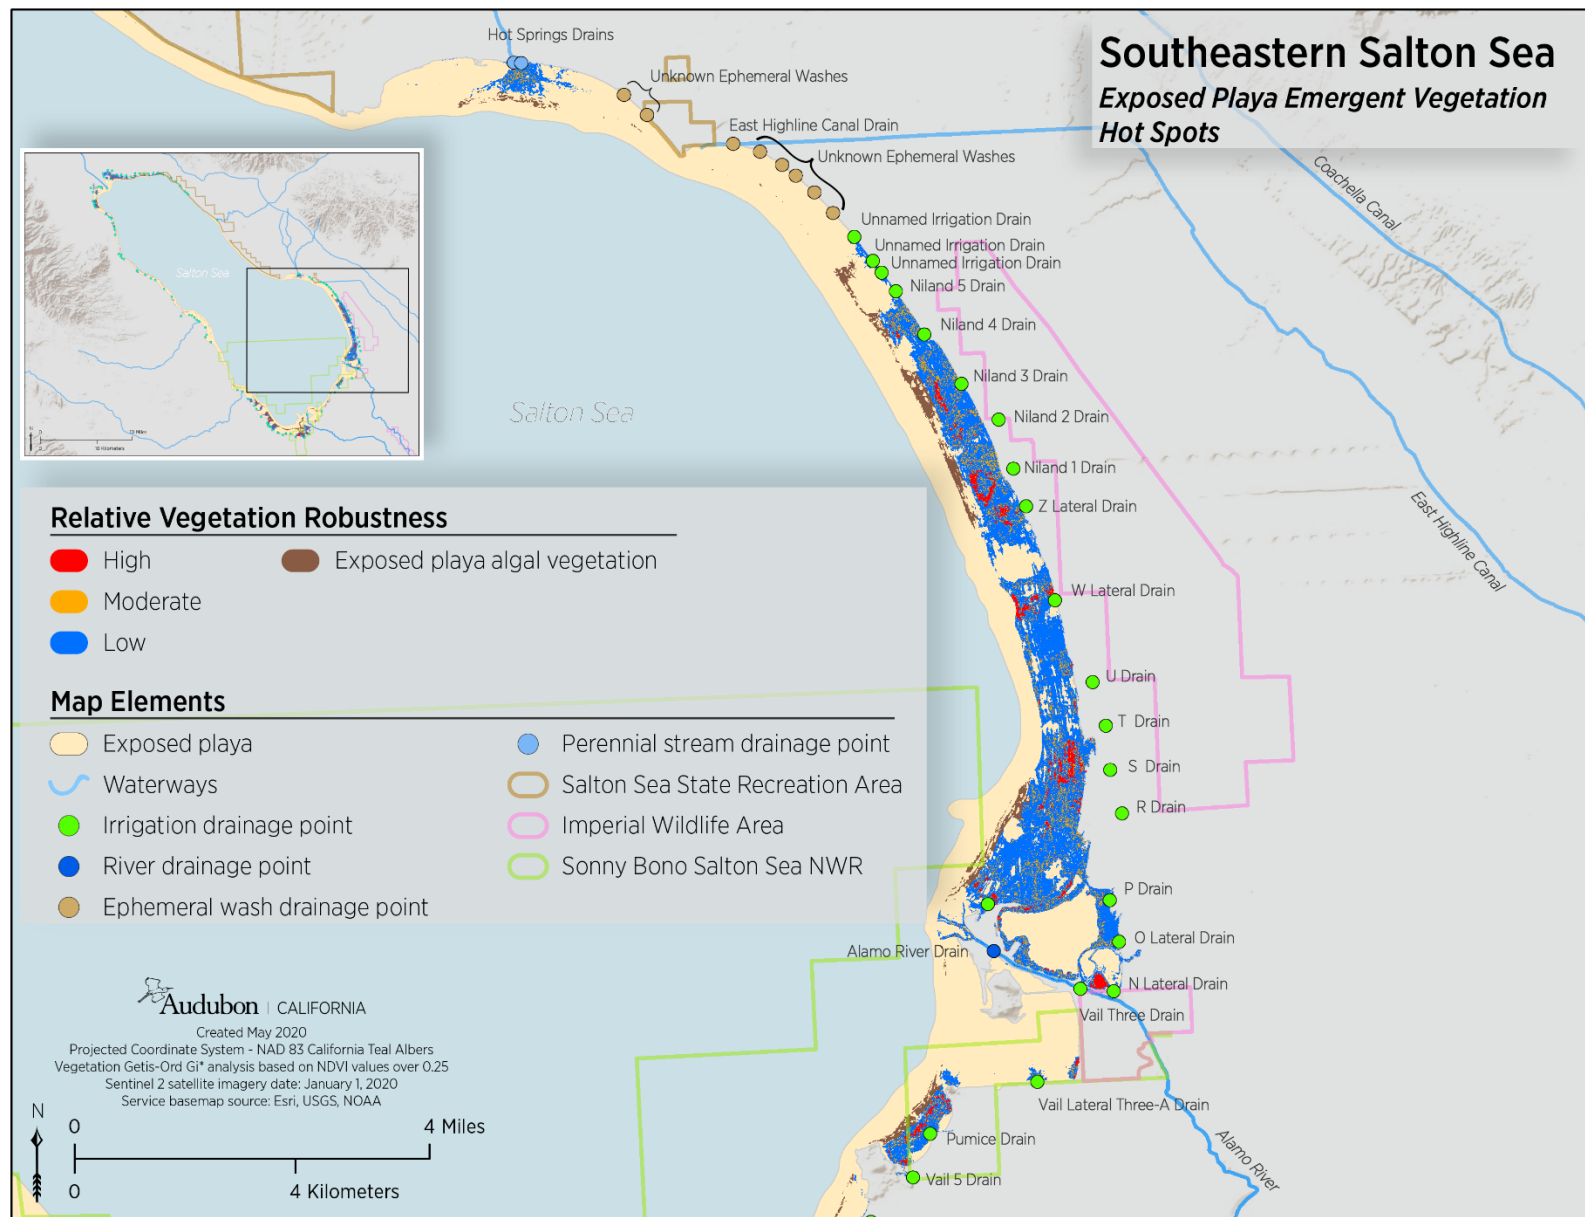 Southeastern Salton Sea
Exposed Playa Emergent Vegetation
Hot Spots
Hot Springs Drains
Unknown Ephemeral Washes
East Highline Canal Drain
Unknown Ephemeral Washes
Coachella Canal
Unnamed Irrigation Drain
Unnamed Irrigation Drain
Unnamed Irrigation Drain
Niland 5 Drain
Niland 4 Drain
Niland 3 Drain
Niland 2 Drain
Niland 1 Drain
Z Lateral Drain
East Highline Canal
W Lateral Drain
U Drain
T Drain
S Drain
R Drain
P Drain
O Lateral Drain
Alamo River Drain
N Lateral Drain
Vail Three Drain
Vail Lateral Three-A Drain
Pumice Drain
Vail 5 Drain
Alamo River
Salton Sea
Salton Sea
N
0
10 Miles
0
10 Kilometers
Relative Vegetation Robustness
High
Exposed playa algal vegetation
Moderate
Low
Map Elements
Exposed playa
Perennial stream drainage point
Waterways
Salton Sea State Recreation Area
Irrigation drainage point
Imperial Wildlife Area
River drainage point
Sonny Bono Salton Sea NWR
Ephemeral wash drainage point
Audubon | CALIFORNIA
Created May 2020
Projected Coordinate System - NAD 83 California Teal Albers
Vegetation Getis-Ord Gi* analysis based on NDVI values over 0.25
Sentinel 2 satellite imagery date: January 1, 2020
Service basemap source: Esri, USGS, NOAA
N
0
4 Miles
0
4 Kilometers